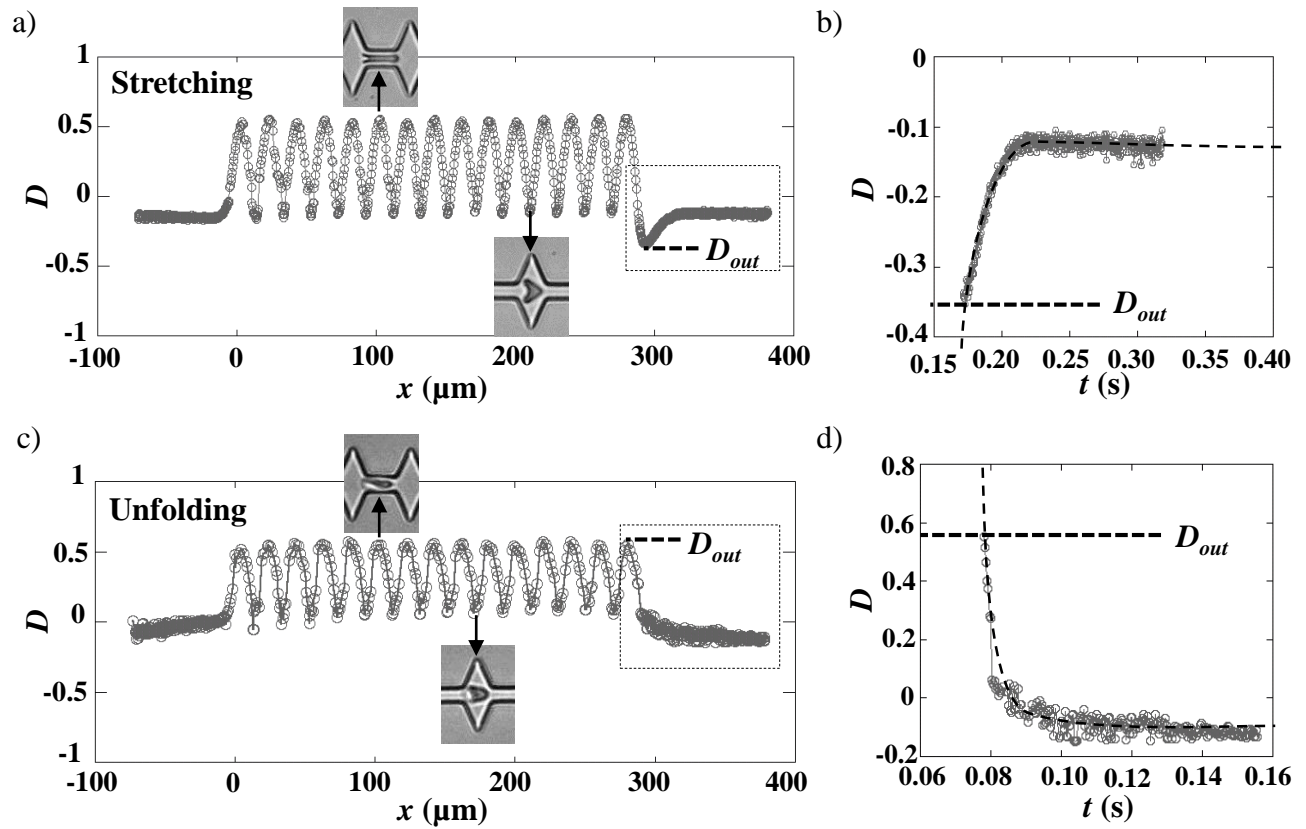 a)
Stretching
1
0.5
0
-0.5
-1
D
-100
0
100
200
300
400
x (µm)
D_out
b)
0
-0.1
-0.2
-0.3
-0.4
D
D_out
0.15
0.20
0.25
0.30
0.35
0.40
t (s)
c)
Unfolding
1
0.5
0
-0.5
-1
D
-100
0
100
200
300
400
x (µm)
D_out
d)
0.8
0.6
0.4
0.2
0
-0.2
D
D_out
0.06
0.08
0.10
0.12
0.14
0.16
t (s)